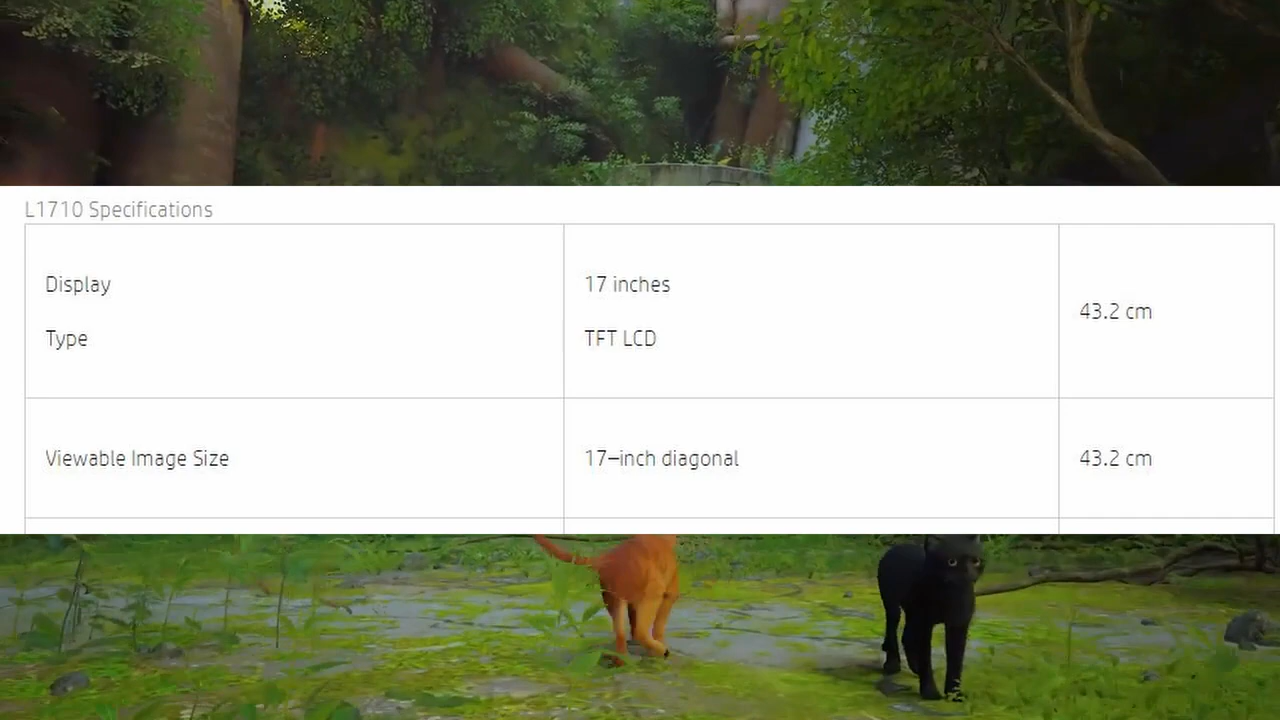 L1710 Specifications
Display
17 inches
Type
TFT LCD
43.2 cm
Viewable Image Size
17–inch diagonal
43.2 cm